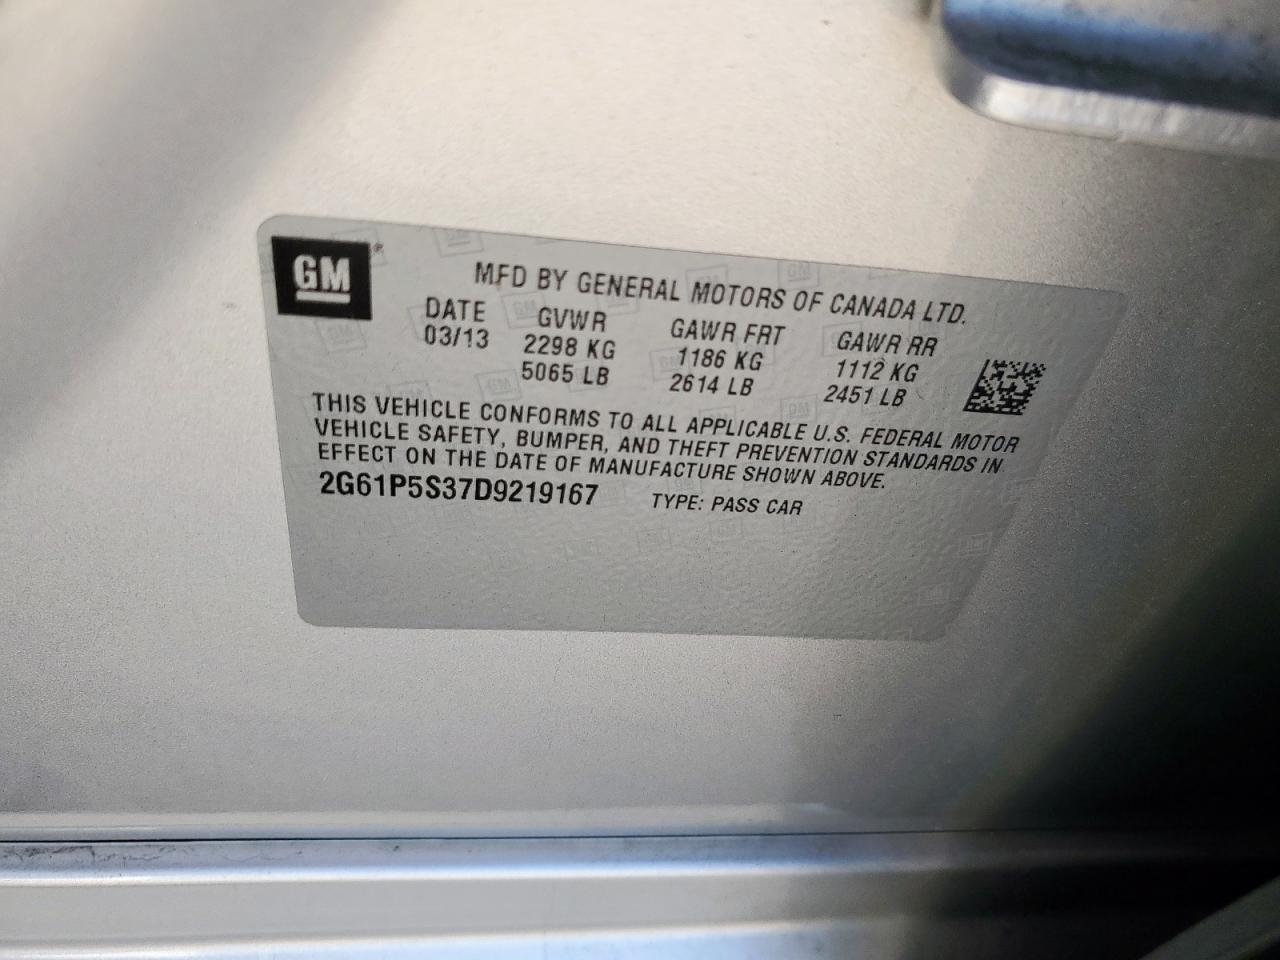 GM
MFD BY GENERAL MOTORS OF CANADA LTD.
DATE GVWR GAWR FRT GAWR RR
03/13 2298 KG 1186 KG 1112 KG
5065 LB 2614 LB 2451 LB
THIS VEHICLE CONFORMS TO ALL APPLICABLE U.S. FEDERAL MOTOR
VEHICLE SAFETY, BUMPER, AND THEFT PREVENTION STANDARDS IN
EFFECT ON THE DATE OF MANUFACTURE SHOWN ABOVE.
2G61P5S37D9219167 TYPE: PASS CAR